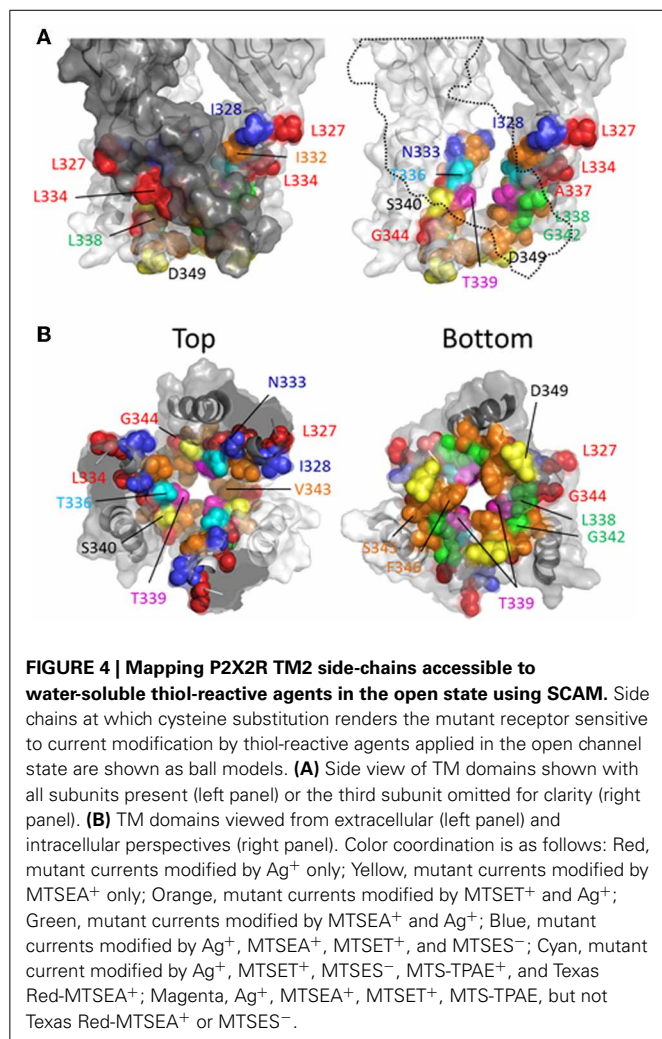 A
I328
L327
L327
I332
L334
L334
L338
D349
I328
L327
N333
L334
T336
A337
S340
L338
G344
G342
D349
T339
B
Top
Bottom
N333
D349
G344
L327
L327
L334
I328
G344
T336
V343
L338
G342
S340
S345
F346
T339
T339
FIGURE 4 | Mapping P2X2R TM2 side-chains accessible to
water-soluble thiol-reactive agents in the open state using SCAM. Side
chains at which cysteine substitution renders the mutant receptor sensitive
to current modification by thiol-reactive agents applied in the open channel
state are shown as ball models. (A) Side view of TM domains shown with
all subunits present (left panel) or the third subunit omitted for clarity (right
panel). (B) TM domains viewed from extracellular (left panel) and
intracellular perspectives (right panel). Color coordination is as follows: Red,
mutant currents modified by Ag⁺ only; Yellow, mutant currents modified by
MTSEA⁺ only; Orange, mutant currents modified by MTSET⁺ and Ag⁺;
Green, mutant currents modified by MTSEA⁺ and Ag⁺; Blue, mutant
currents modified by Ag⁺, MTSEA⁺, MTSET⁺, and MTSES⁻; Cyan, mutant
current modified by Ag⁺, MTSET⁺, MTSES⁻, MTS-TPAE⁺, and Texas
Red-MTSEA⁺; Magenta, Ag⁺, MTSEA⁺, MTSET⁺, MTS-TPAE, but not
Texas Red-MTSEA⁺ or MTSES⁻.